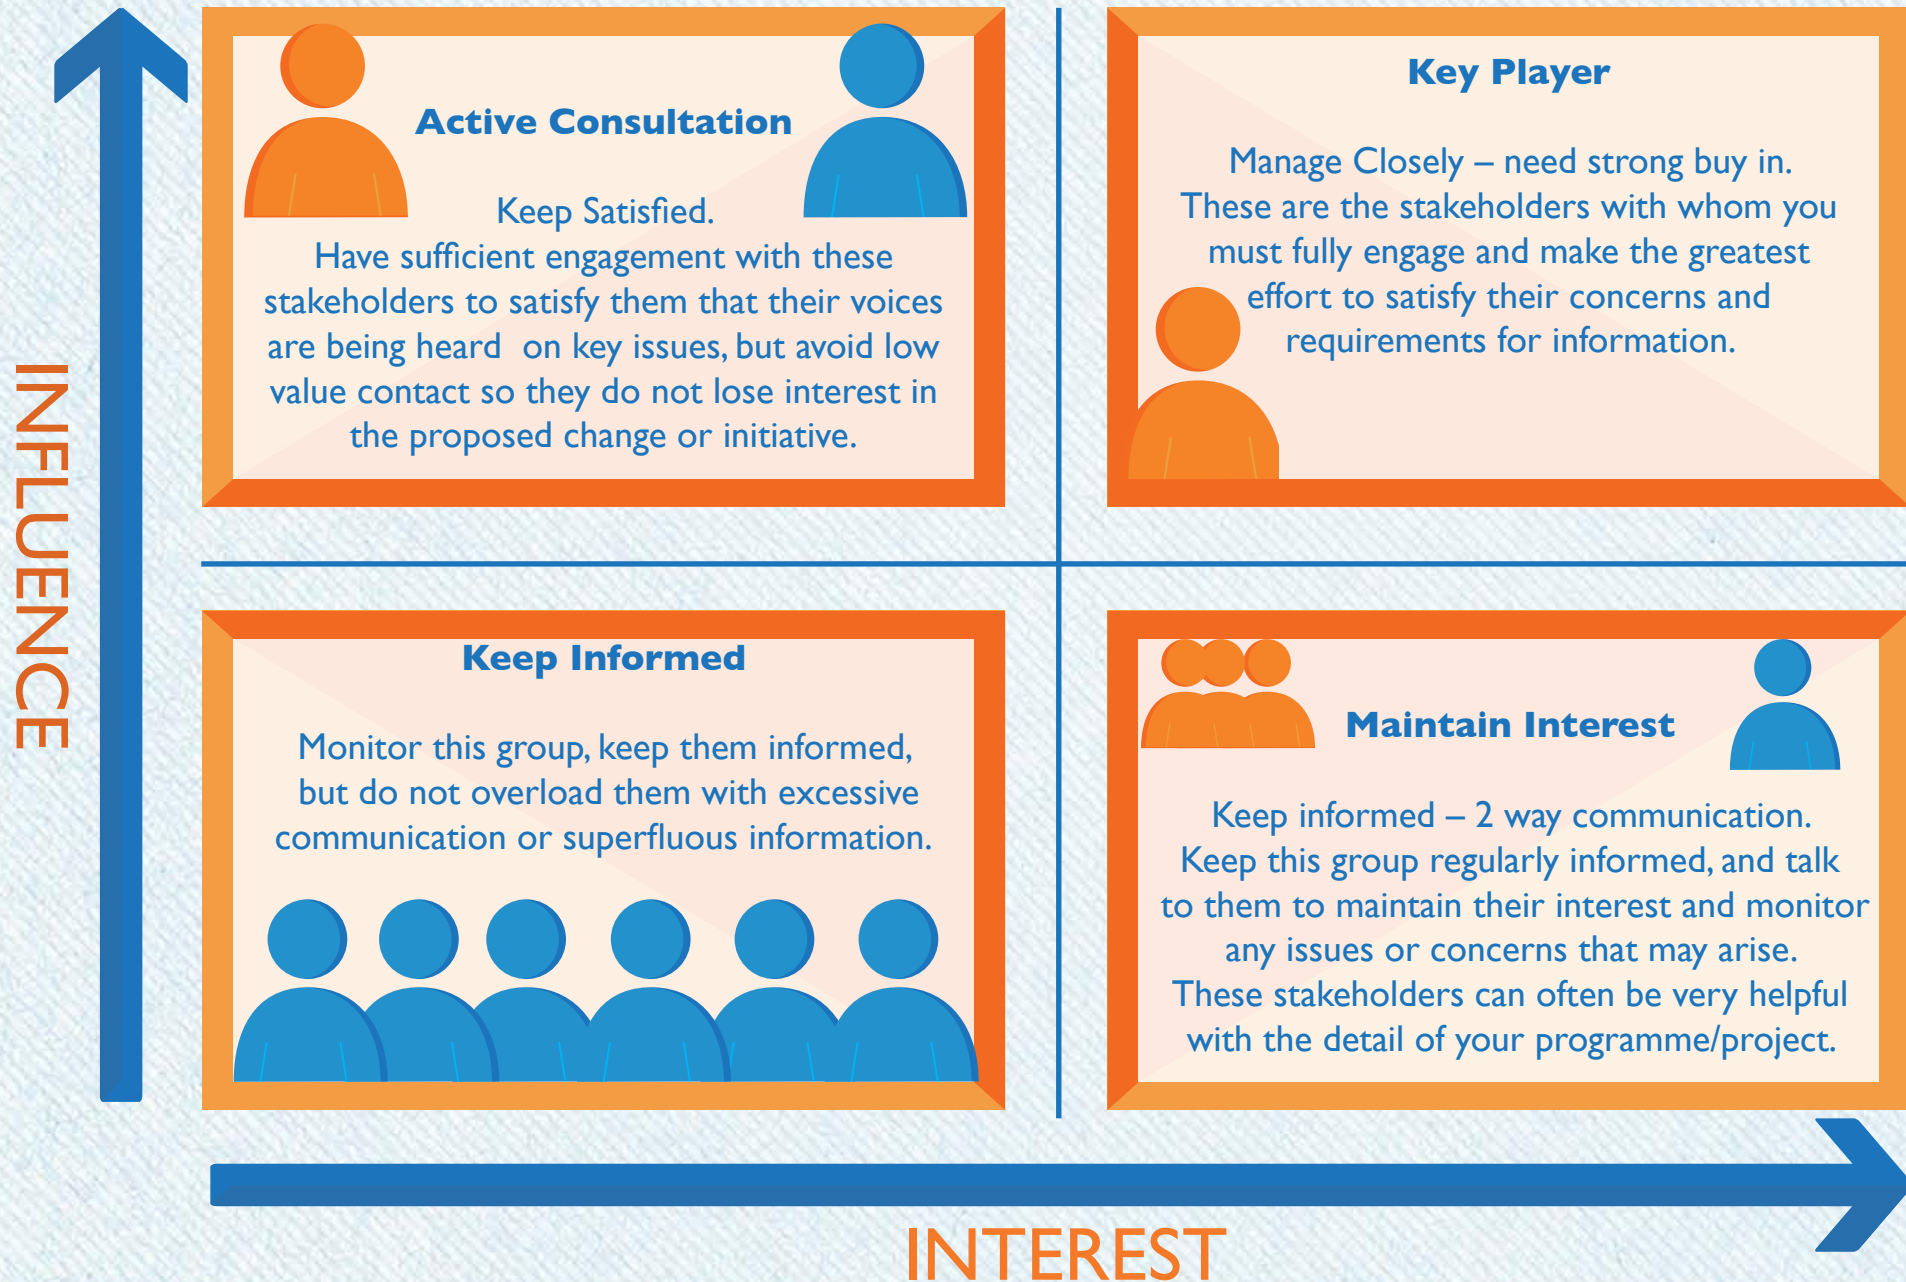 INFLUENCE
Active Consultation
Keep Satisfied.
Have sufficient engagement with these
stakeholders to satisfy them that their voices
are being heard on key issues, but avoid low
value contact so they do not lose interest in
the proposed change or initiative.
Key Player
Manage Closely – need strong buy in.
These are the stakeholders with whom you
must fully engage and make the greatest
effort to satisfy their concerns and
requirements for information.
Keep Informed
Monitor this group, keep them informed,
but do not overload them with excessive
communication or superfluous information.
Maintain Interest
Keep informed – 2 way communication.
Keep this group regularly informed, and talk
to them to maintain their interest and monitor
any issues or concerns that may arise.
These stakeholders can often be very helpful
with the detail of your programme/project.
INTEREST